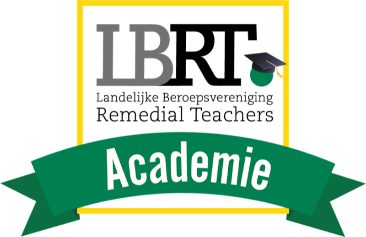 LBRT
Landelijke Beroepsvereniging
Remedial Teachers
Academie